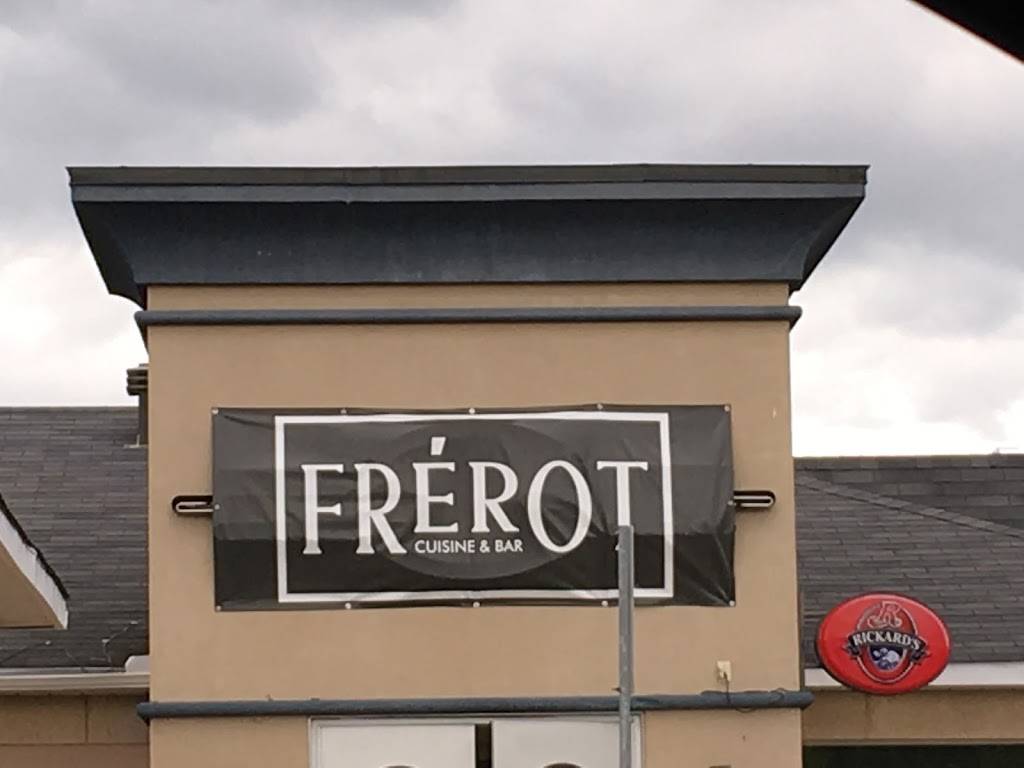 FRÉROT
CUISINE & BAR
RICKARD'S